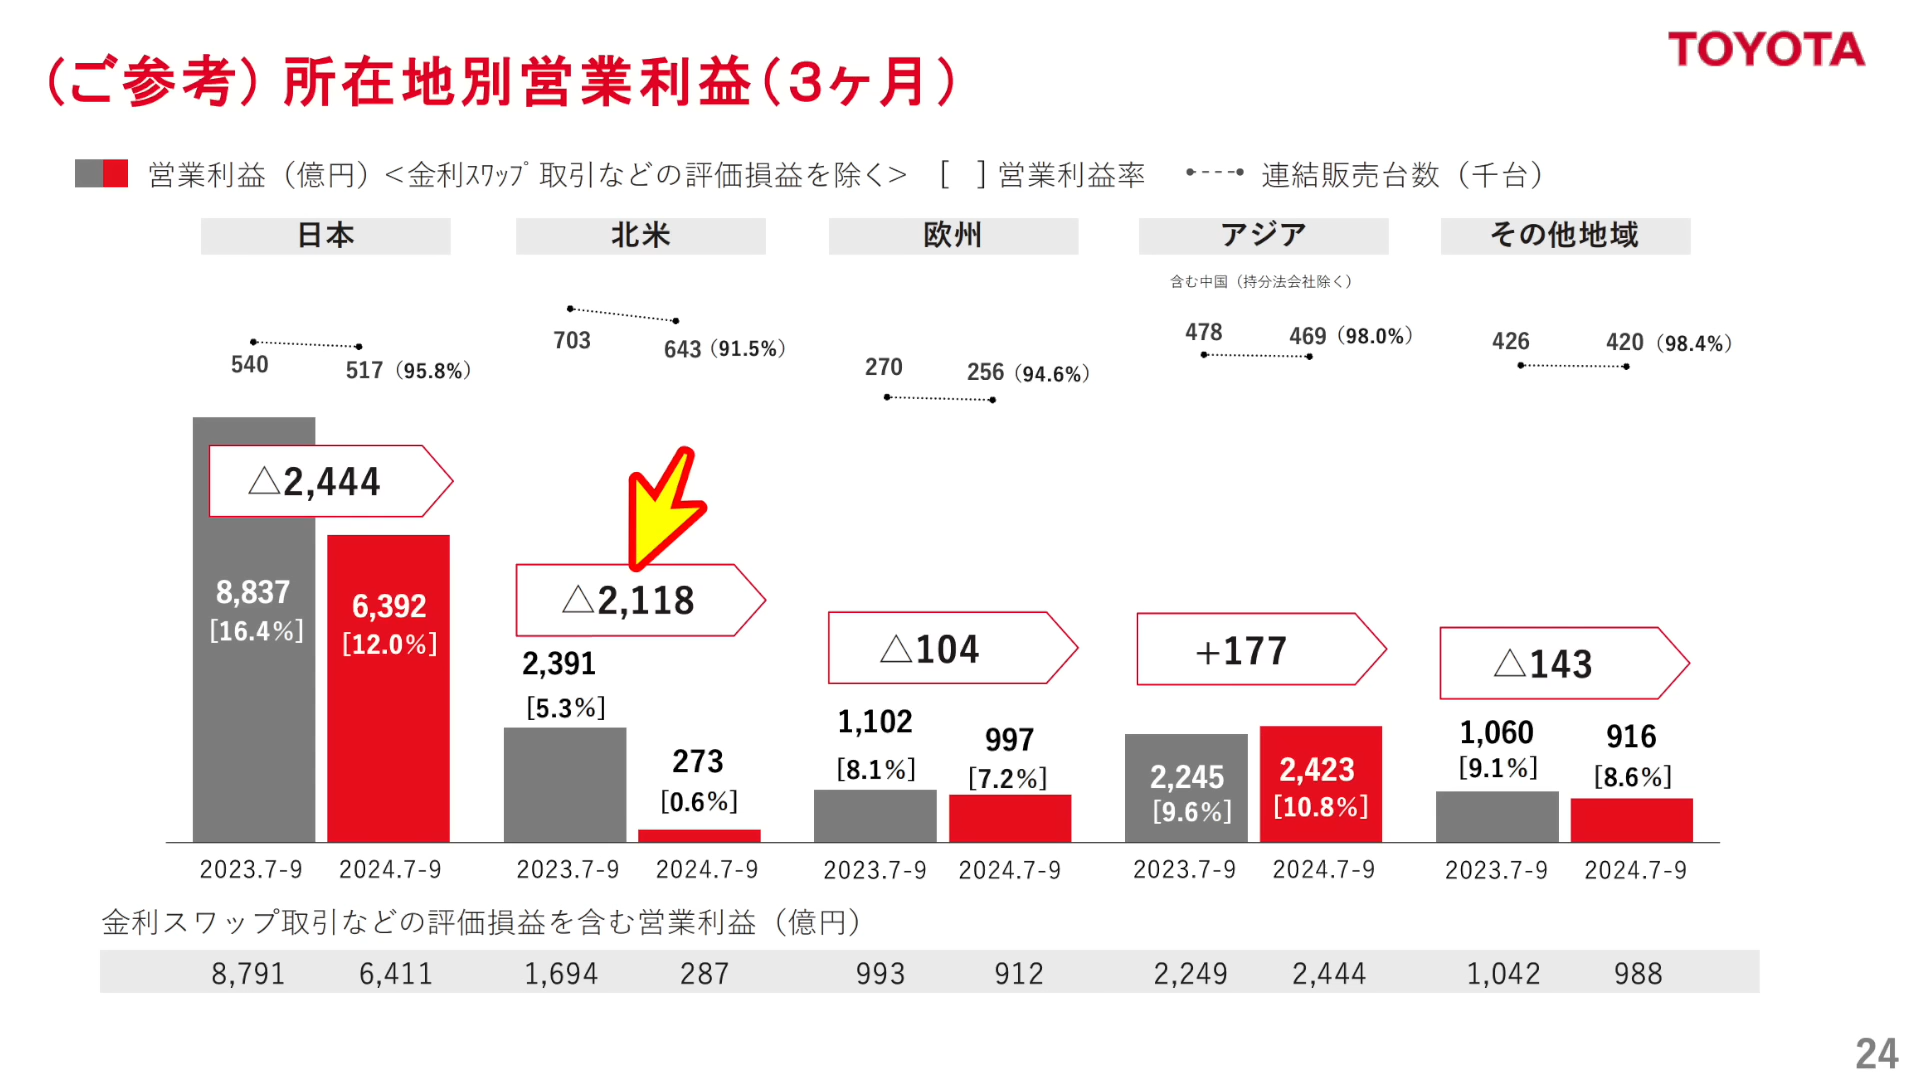 TOYOTA
（ご参考）所在地別営業利益（3ヶ月）
営業利益（億円）<金利ｽﾜｯﾌﾟ取引などの評価損益を除く> [ ] 営業利益率 連結販売台数（千台）
日本 北米 欧州 アジア その他地域
含む中国（持分法会社除く）
540 517（95.8%） 703 643（91.5%） 270 256（94.6%） 478 469（98.0%） 426 420（98.4%）
△2,444 △2,118 △104 +177 △143
8,837 6,392 2,391 273 1,102 997 2,245 2,423 1,060 916
[16.4%] [12.0%] [5.3%] [0.6%] [8.1%] [7.2%] [9.6%] [10.8%] [9.1%] [8.6%]
2023.7-9 2024.7-9 2023.7-9 2024.7-9 2023.7-9 2024.7-9 2023.7-9 2024.7-9 2023.7-9 2024.7-9
金利スワップ取引などの評価損益を含む営業利益（億円）
8,791 6,411 1,694 287 993 912 2,249 2,444 1,042 988
24